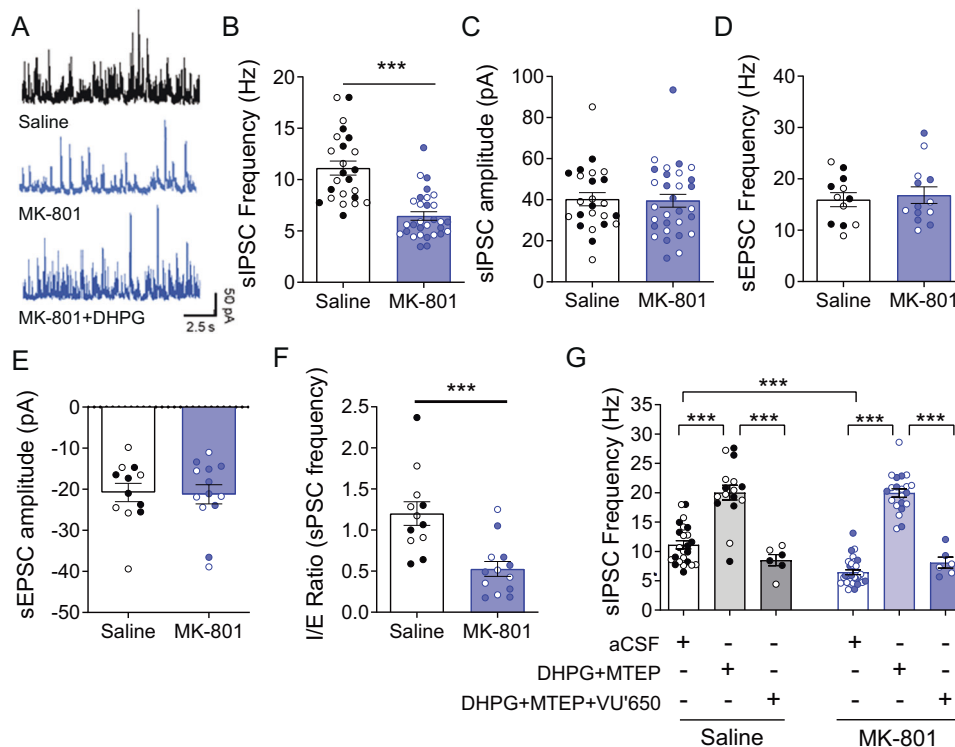 A
Saline
MK-801
MK-801+DHPG
50 pA
2.5 s
B
sIPSC Frequency (Hz)
20
15
10
5
0
***
Saline MK-801
C
sIPSC amplitude (pA)
100
80
60
40
20
0
Saline MK-801
D
sEPSC Frequency (Hz)
40
30
20
10
0
Saline MK-801
E
sEPSC amplitude (pA)
0
-10
-20
-30
-40
-50
Saline MK-801
F
I/E Ratio (sPSC frequency)
2.5
2.0
1.5
1.0
0.5
0.0
***
Saline MK-801
G
sIPSC Frequency (Hz)
40
30
20
10
0
***
*** *** *** ***
aCSF + - - + - -
DHPG+MTEP - + - - + -
DHPG+MTEP+VU'650 - - + - - +
Saline MK-801